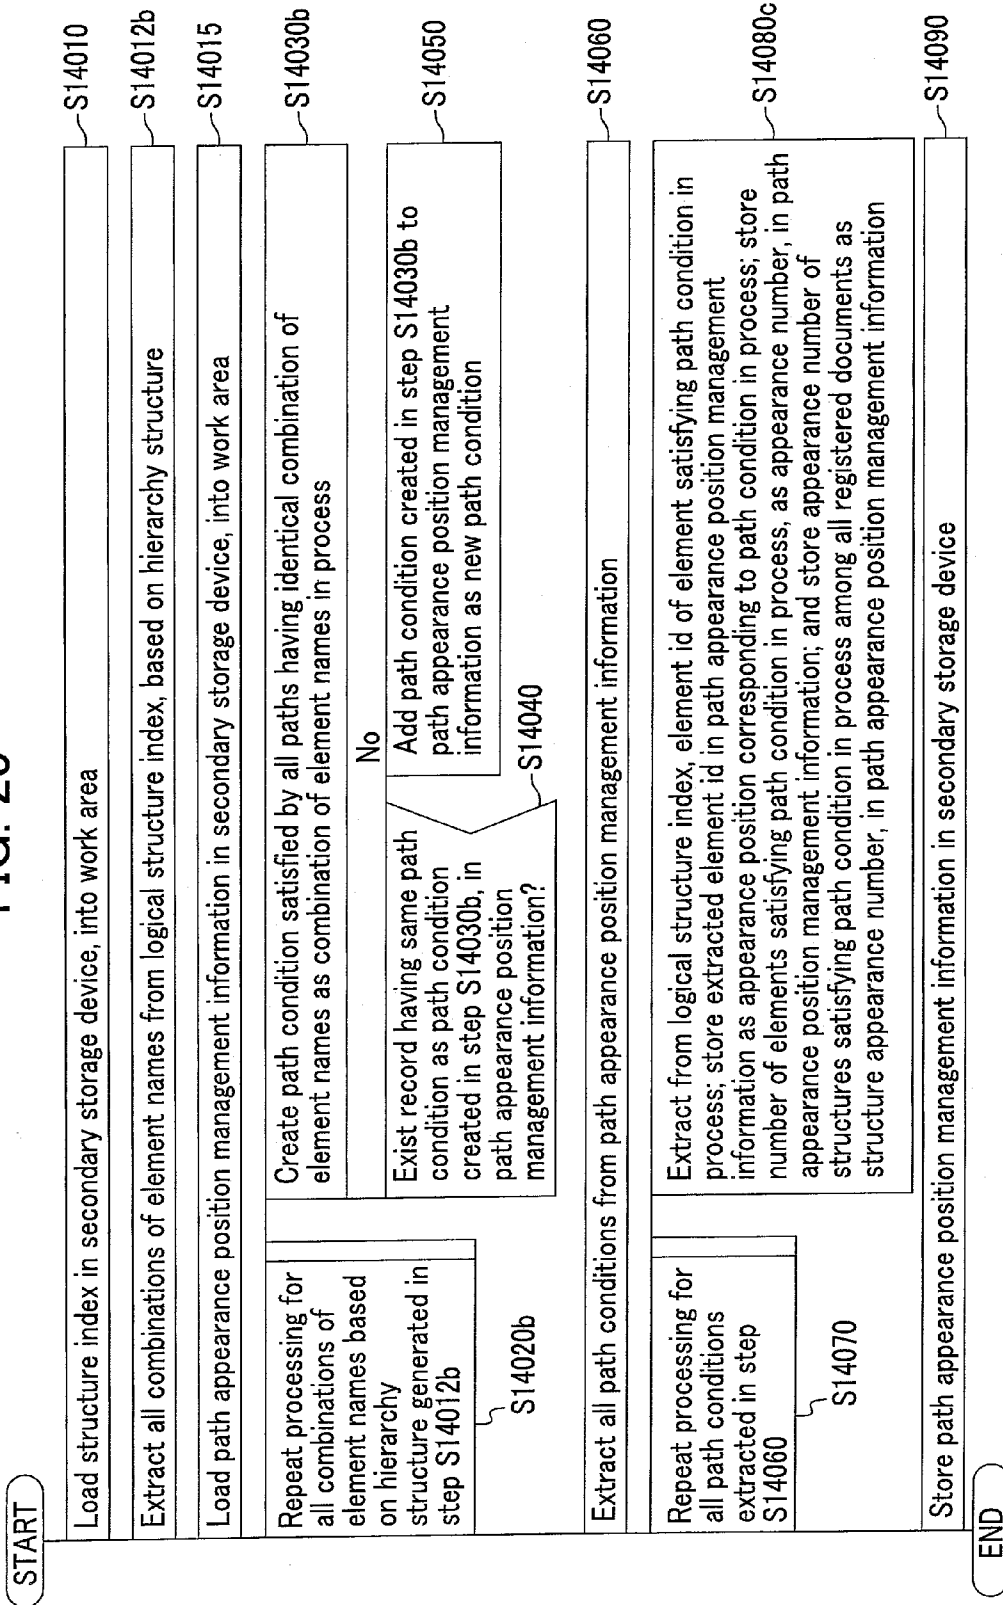 START
Load structure index in secondary storage device, into work area
S14010
Extract all combinations of element names from logical structure index, based on hierarchy structure
S14012b
Load path appearance position management information in secondary storage device, into work area
S14015
Repeat processing for
all combinations of
element names based
on hierarchy
structure generated in
step S14012b
S14020b
Create path condition satisfied by all paths having identical combination of
element names as combination of element names in process
S14030b
Exist record having same path
condition as path condition
created in step S14030b, in
path appearance position
management information?
S14040
No
Add path condition created in step S14030b to
path appearance position management
information as new path condition
S14050
Extract all path conditions from path appearance position management information
S14060
Repeat processing for
all path conditions
extracted in step
S14060
S14070
Extract from logical structure index, element id of element satisfying path condition in
process; store extracted element id in path appearance position management
information as appearance position corresponding to path condition in process; store
number of elements satisfying path condition in process, as appearance number, in path
appearance position management information; and store appearance number of
structures satisfying path condition in process among all registered documents as
structure appearance number, in path appearance position management information
S14080c
Store path appearance position management information in secondary storage device
S14090
END